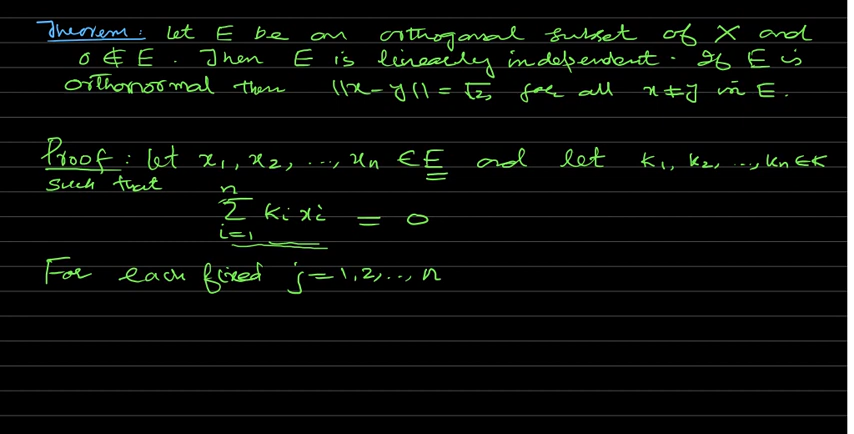 Theorem: Let E be an orthogonal subset of X and
0 ∉ E. Then E is linearly independent. If E is
orthonormal then ||x-y|| = √2, for all x≠y in E.
Proof: Let x1, x2, ..., xn ∈ E and let k1, k2, ..., kn ∈ K
such that
n
∑ ki xi = 0
i=1
For each fixed j = 1, 2, ..., n